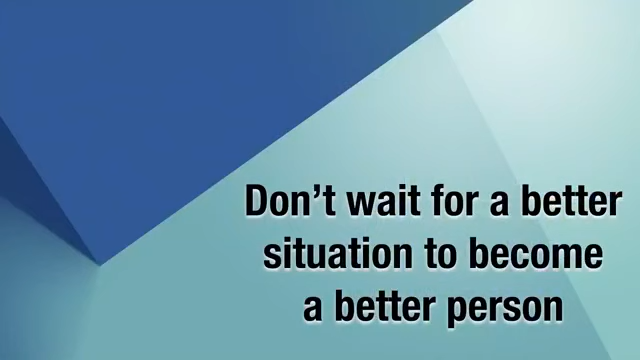 Don’t wait for a better
situation to become
a better person